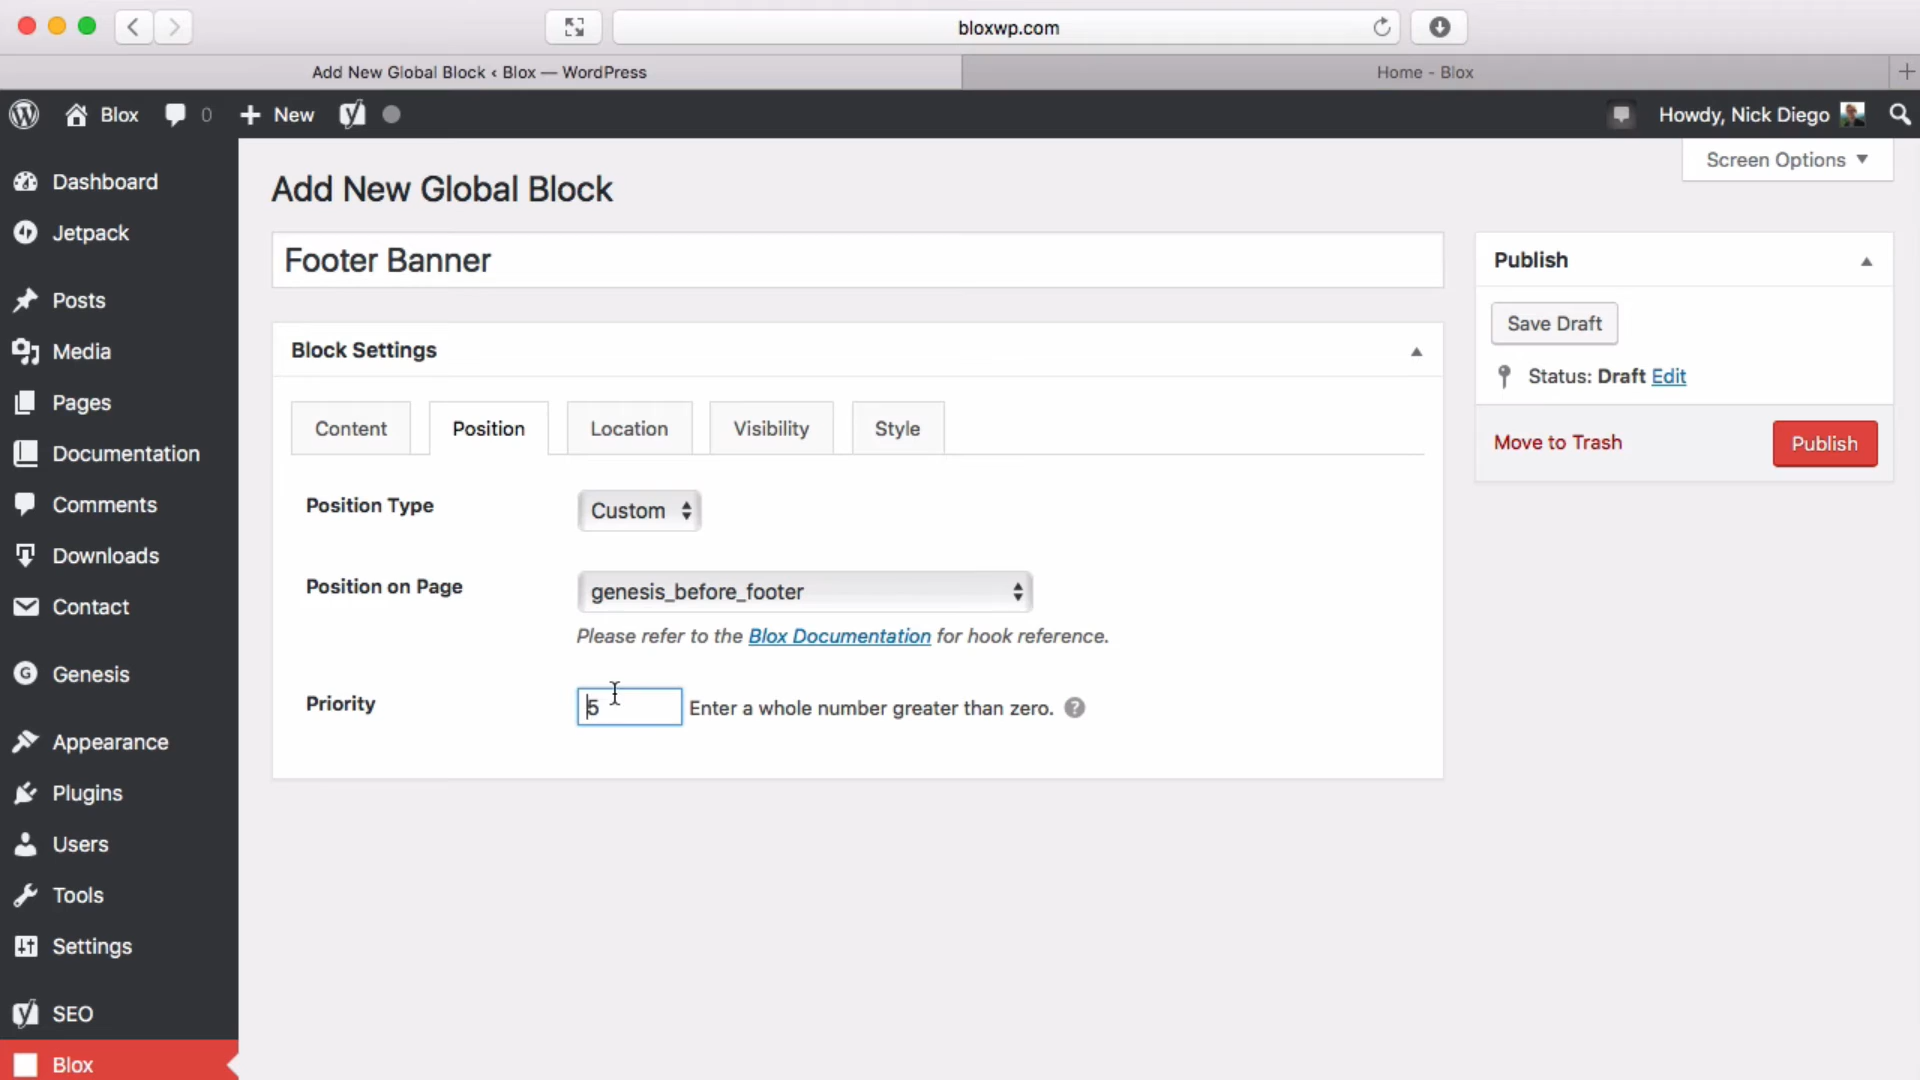 bloxwp.com
Add New Global Block ‹ Blox — WordPress
Home - Blox
Blox
0
New
Howdy, Nick Diego
Screen Options
Dashboard
Jetpack
Posts
Media
Pages
Documentation
Comments
Downloads
Contact
Genesis
Appearance
Plugins
Users
Tools
Settings
SEO
Blox
Add New Global Block
Footer Banner
Block Settings
Content Position Location Visibility Style
Position Type Custom
Position on Page genesis_before_footer
Please refer to the Blox Documentation for hook reference.
Priority 5 Enter a whole number greater than zero. ?
Publish
Save Draft
Status: Draft Edit
Move to Trash Publish